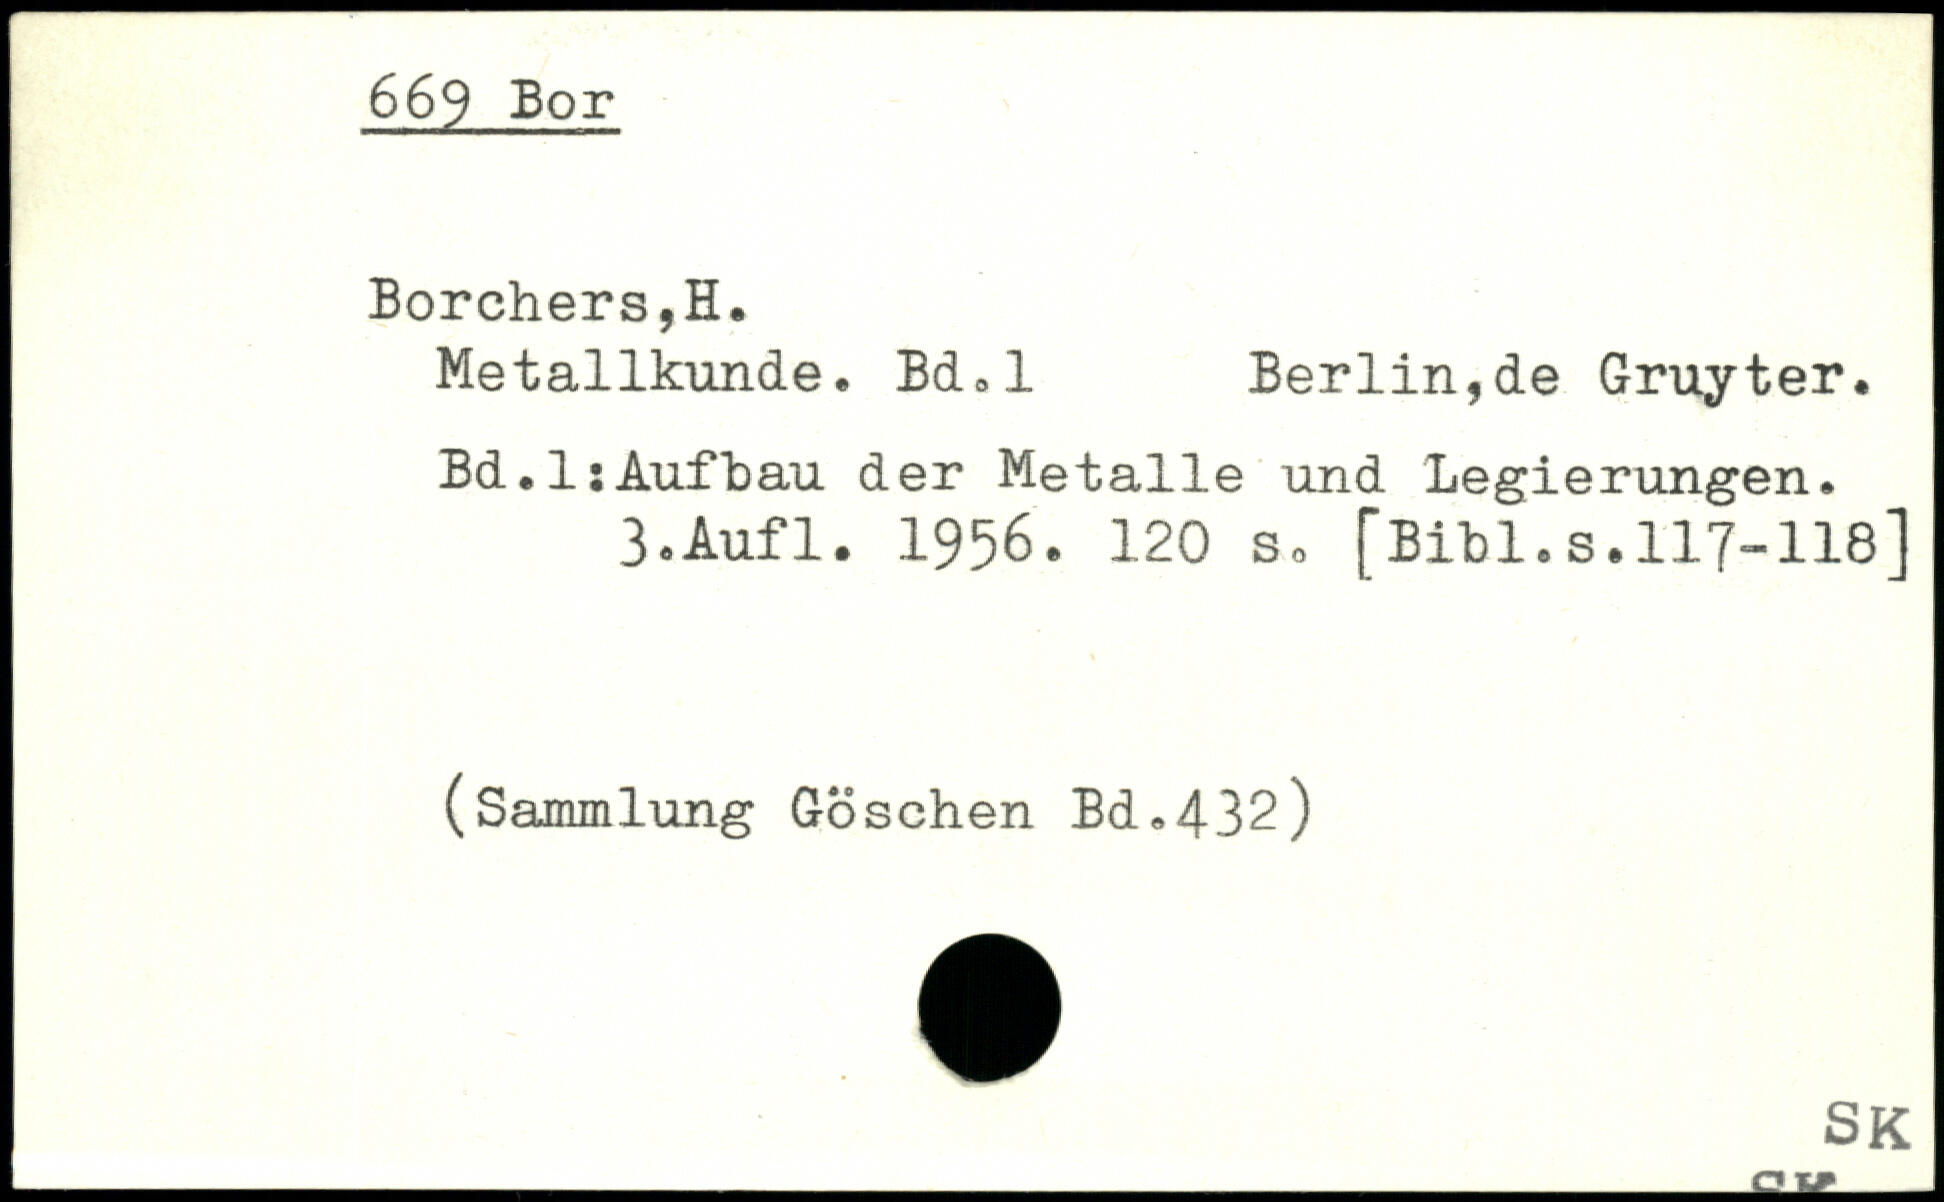 669 Bor
Borchers,H.
Metallkunde. Bd.1 Berlin,de Gruyter.
Bd.1:Aufbau der Metalle und Legierungen.
3.Aufl. 1956. 120 s. [Bibl.s.117-118]
(Sammlung Göschen Bd.432)
SK
SK